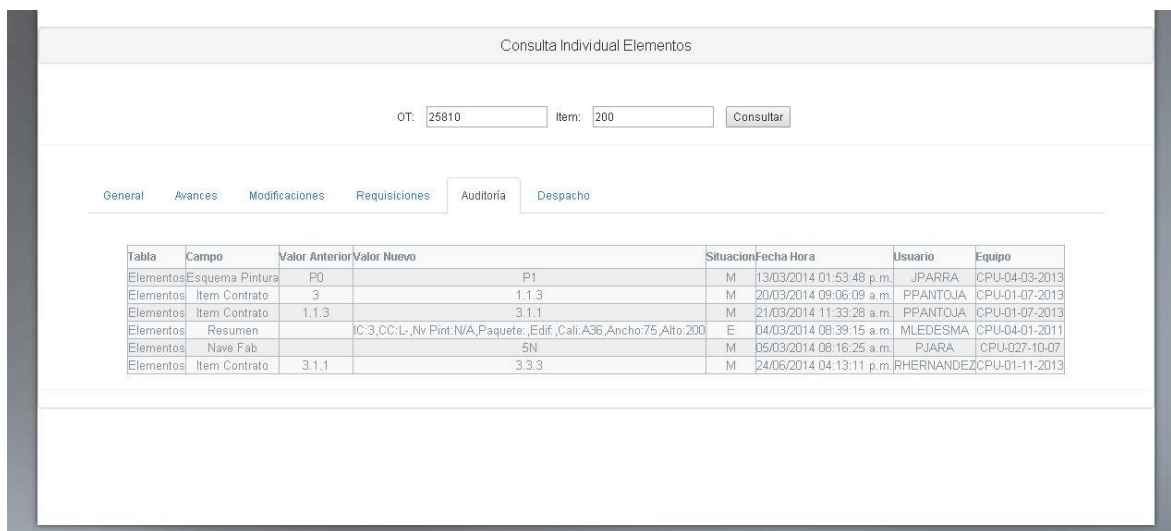 Consulta Individual Elementos
OT: 25810 Item: 200 Consultar
General Avances Modificaciones Requisiciones Auditoría Despacho
Tabla Campo Valor Anterior Valor Nuevo Situacion Fecha Hora Usuario Equipo
Elementos Esquema Pintura P0 P1 M 13/03/2014 01:53:48 p.m. JPARRA CPU-04-03-2013
Elementos Item Contrato 3 1.1.3 M 20/03/2014 09:06:09 a.m. PPANTOJA CPU-01-07-2013
Elementos Item Contrato 1.1.3 3.1.1 M 21/03/2014 11:33:28 a.m. PPANTOJA CPU-01-07-2013
Elementos Resumen IC:3,CC:L-,Nv Pint:N/A,Paquete:,Edif:,Cali:A36,Ancho:75,Alto:200 E 04/03/2014 08:39:15 a.m. MLEDESMA CPU-04-01-2011
Elementos Nave Fab 5N M 05/03/2014 08:16:25 a.m. PJARA CPU-027-10-07
Elementos Item Contrato 3.1.1 3.3.3 M 24/06/2014 04:13:11 p.m. RHERNANDEZ CPU-01-11-2013